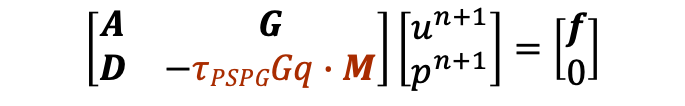 [A G; D −τ_PSPG Gq · M] [u^{n+1}; p^{n+1}] = [f; 0]